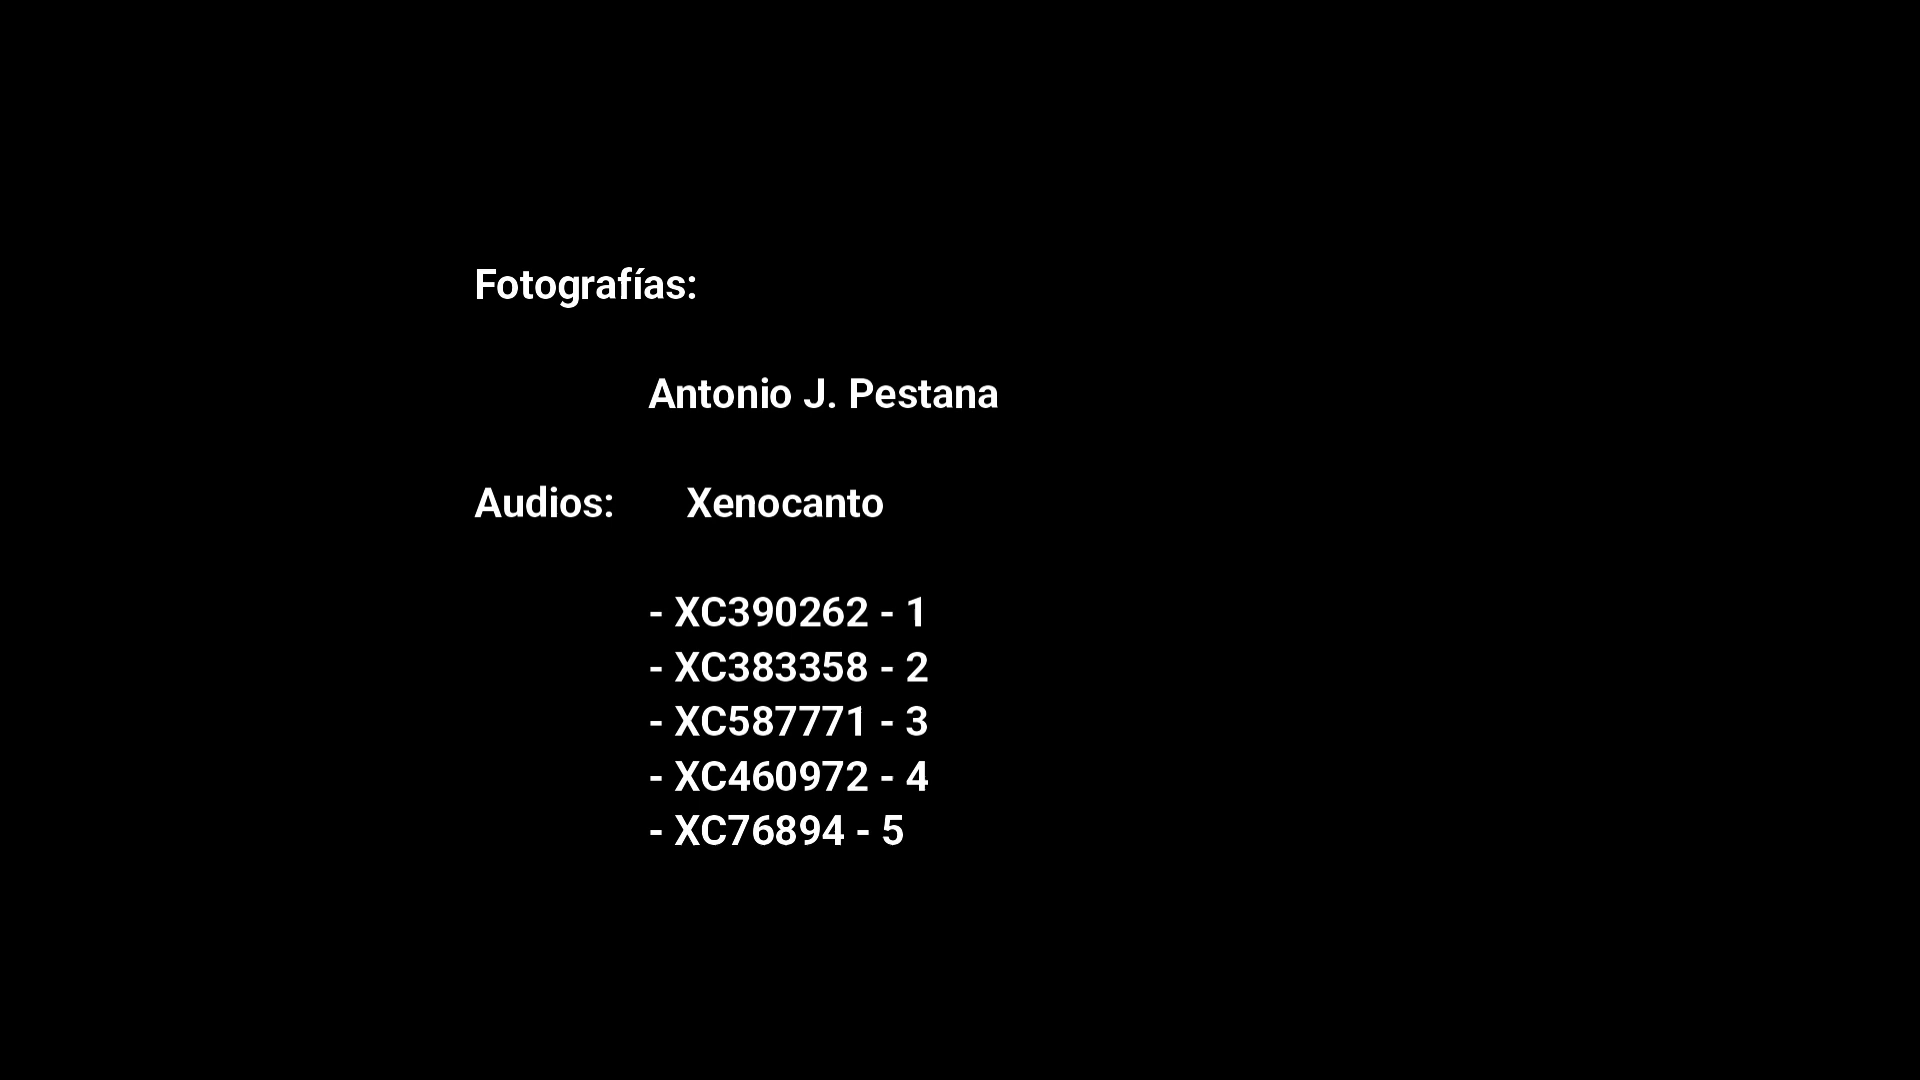 Fotografías:
Antonio J. Pestana
Audios: Xenocanto
- XC390262 - 1
- XC383358 - 2
- XC587771 - 3
- XC460972 - 4
- XC76894 - 5